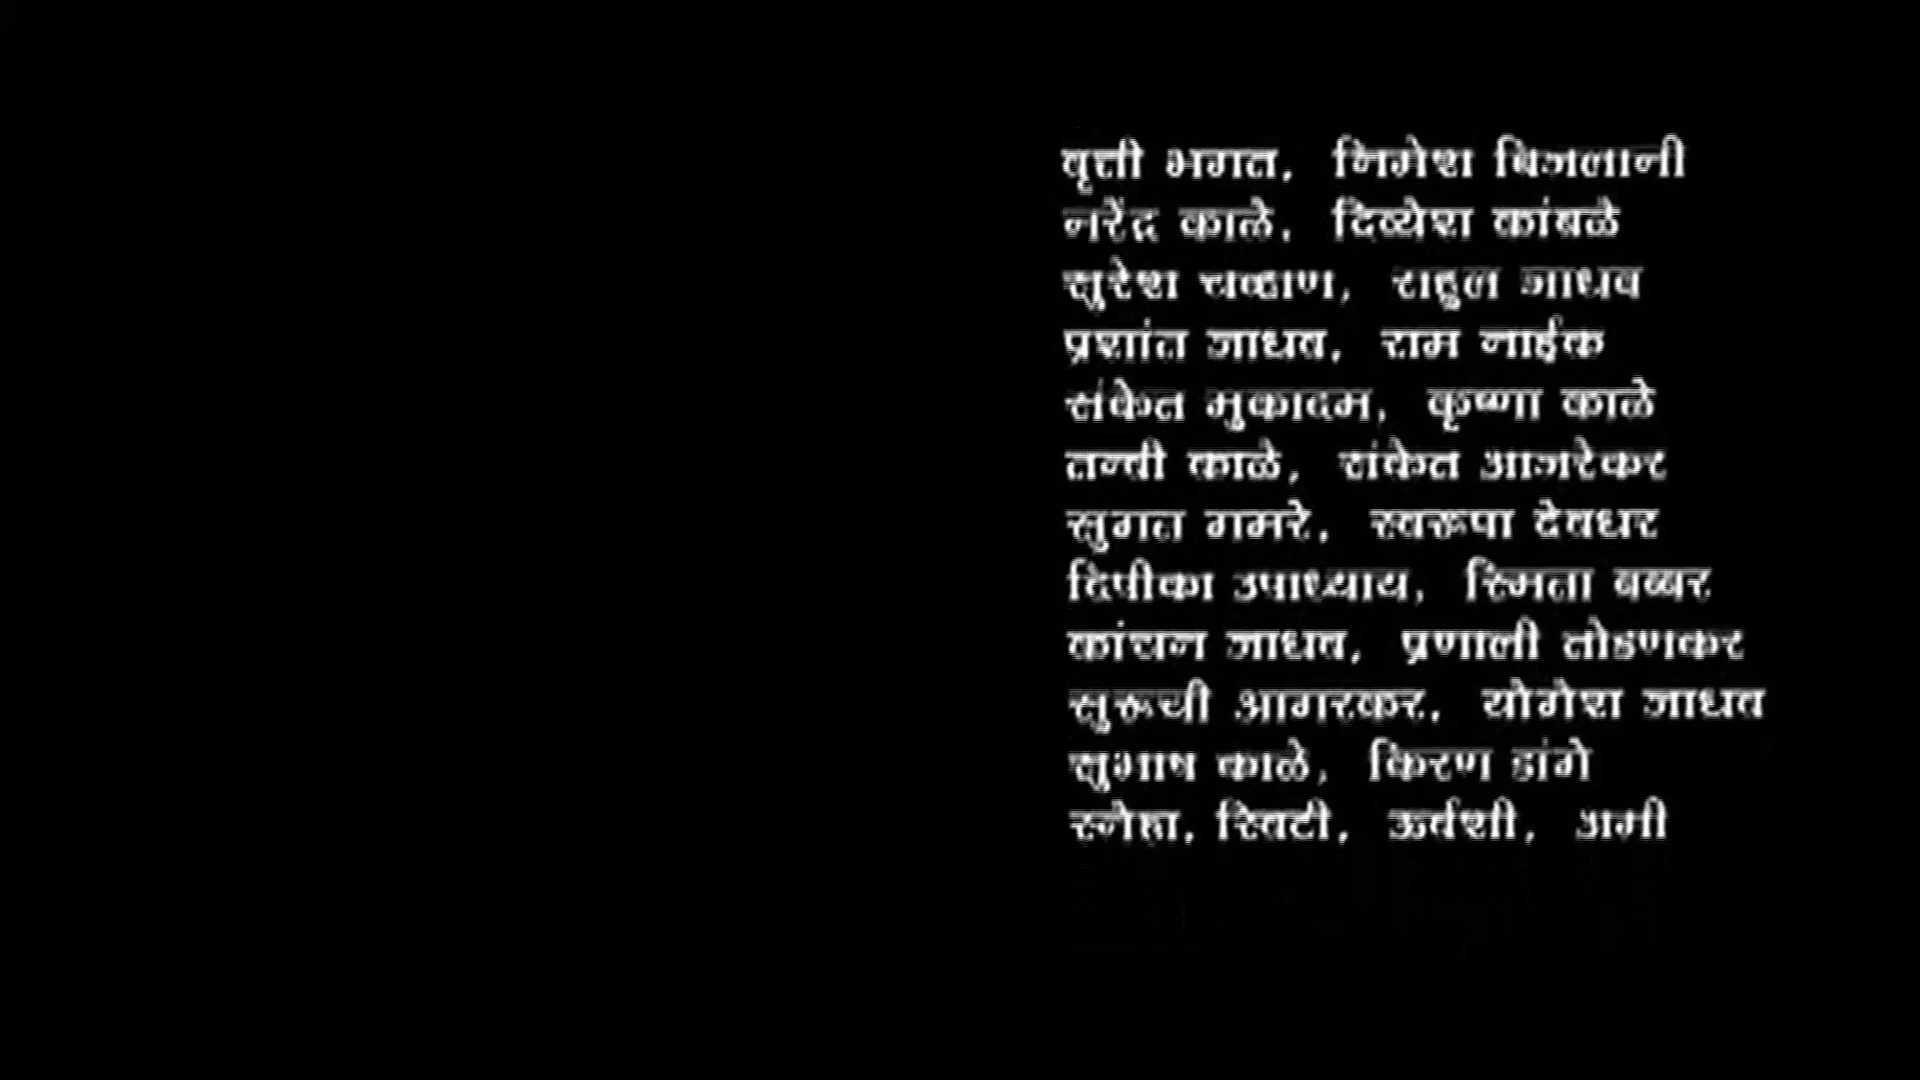 वृत्ती भगत, निमेश बिजलानी
नरेंद्र काळे, दिव्येश कांबळे
सुरेश चव्हाण, राहुल जाधव
प्रशांत जाधव, राम नाईक
संकेत मुकादम, कृष्णा काळे
तन्वी काळे, संकेत आजरेकर
सुगत गमरे, स्वरूपा देवधर
दिपीका उपाध्याय, स्मिता बब्बर
कांचन जाधव, प्रणाली तोडणकर
सुरूची आगरकर, योगेश जाधव
सुभाष काळे, किरण डांगे
स्नेहा, स्विटी, ऊर्वशी, अमी